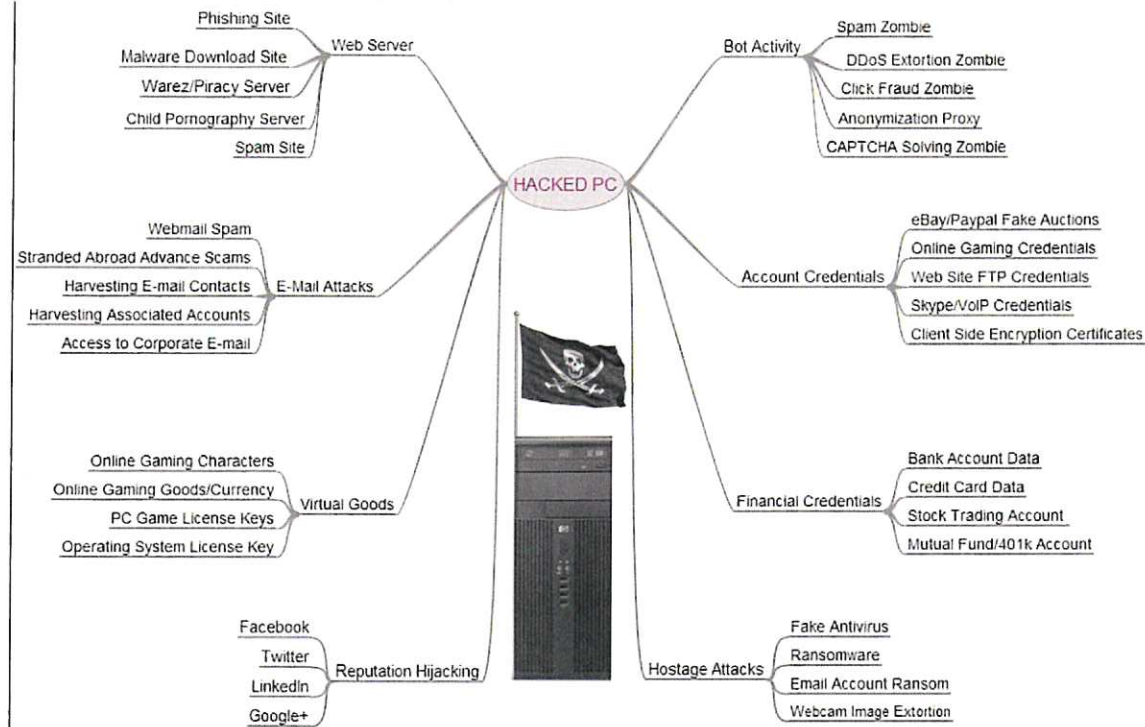 HACKED PC
Web Server
Phishing Site
Malware Download Site
Warez/Piracy Server
Child Pornography Server
Spam Site
E-Mail Attacks
Webmail Spam
Stranded Abroad Advance Scams
Harvesting E-mail Contacts
Harvesting Associated Accounts
Access to Corporate E-mail
Virtual Goods
Online Gaming Characters
Online Gaming Goods/Currency
PC Game License Keys
Operating System License Key
Reputation Hijacking
Facebook
Twitter
LinkedIn
Google+
Bot Activity
Spam Zombie
DDoS Extortion Zombie
Click Fraud Zombie
Anonymization Proxy
CAPTCHA Solving Zombie
Account Credentials
eBay/Paypal Fake Auctions
Online Gaming Credentials
Web Site FTP Credentials
Skype/VoIP Credentials
Client Side Encryption Certificates
Financial Credentials
Bank Account Data
Credit Card Data
Stock Trading Account
Mutual Fund/401k Account
Hostage Attacks
Fake Antivirus
Ransomware
Email Account Ransom
Webcam Image Extortion